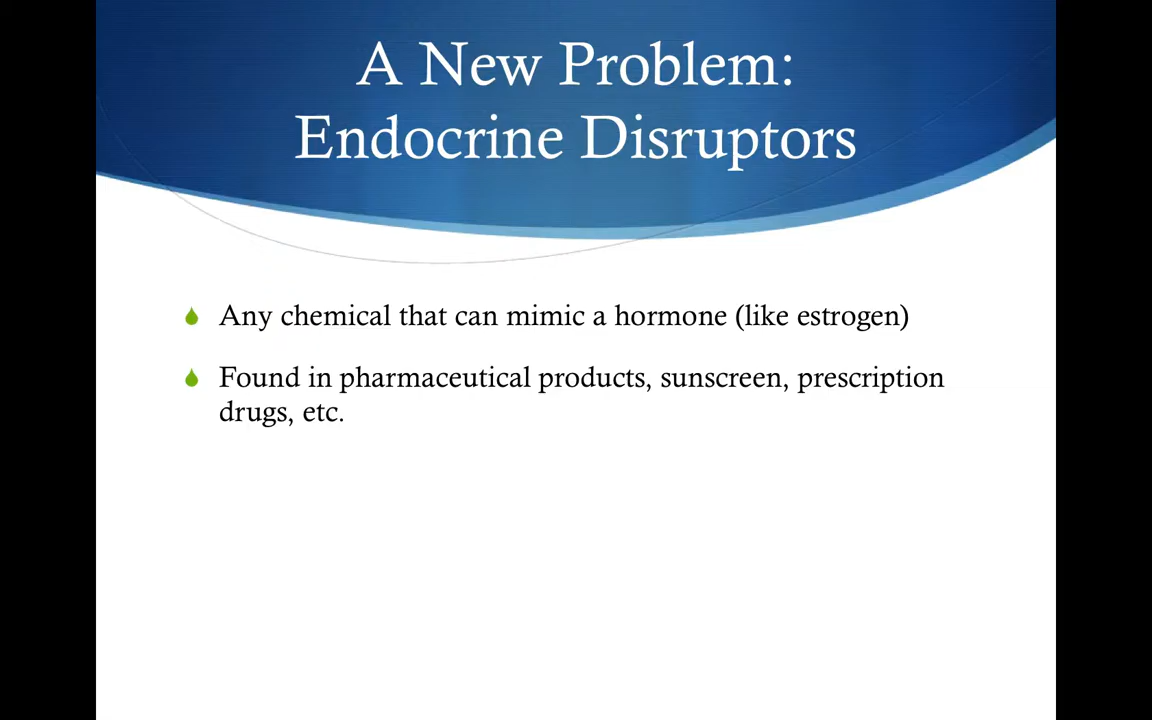 A New Problem:
Endocrine Disruptors
Any chemical that can mimic a hormone (like estrogen)
Found in pharmaceutical products, sunscreen, prescription
drugs, etc.